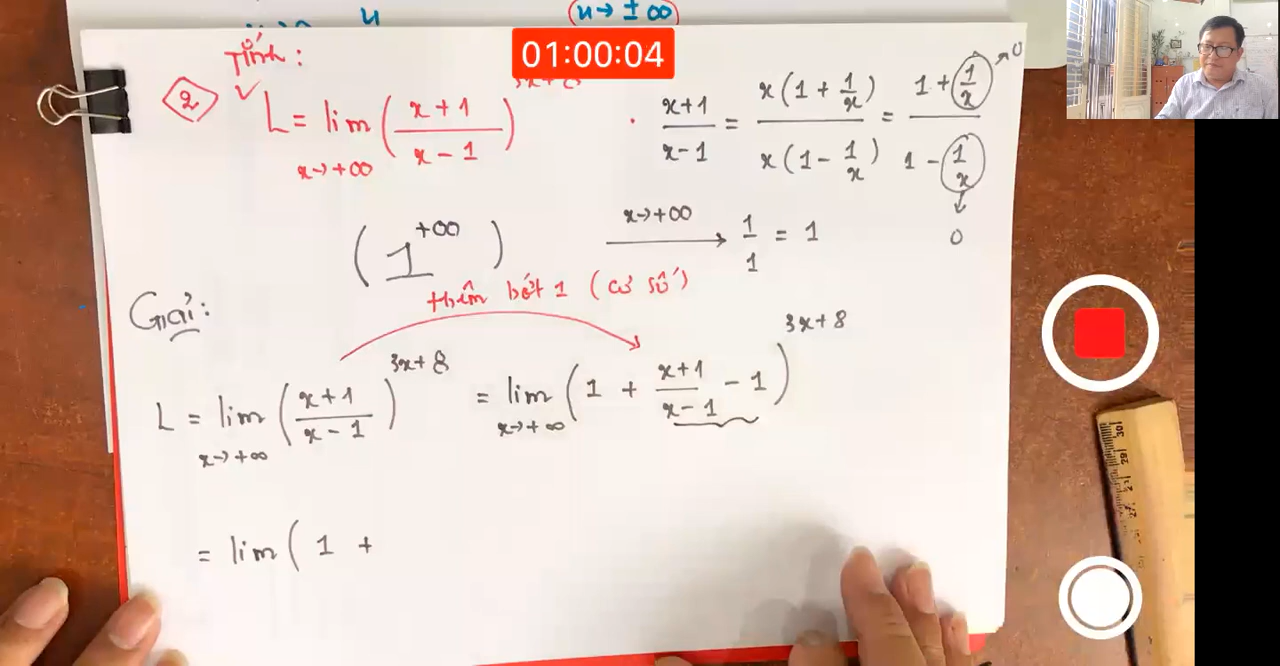 u u → ± ∞
01:00:04
Tính:
2 ✓ L = lim x→+∞ ( (x + 1)/(x - 1) )^(3x+8)
· (x+1)/(x-1) = x(1 + 1/x)/x(1 - 1/x) = (1 + 1/x)/(1 - 1/x) → 0 ↓ 0
(1^(+∞)) x→+∞ → 1/1 = 1
thêm bớt 1 (cơ số)
Giải:
L = lim x→+∞ ( (x+1)/(x-1) )^(3x+8) = lim x→+∞ ( 1 + (x+1)/(x-1) - 1 )^(3x+8)
= lim ( 1 +